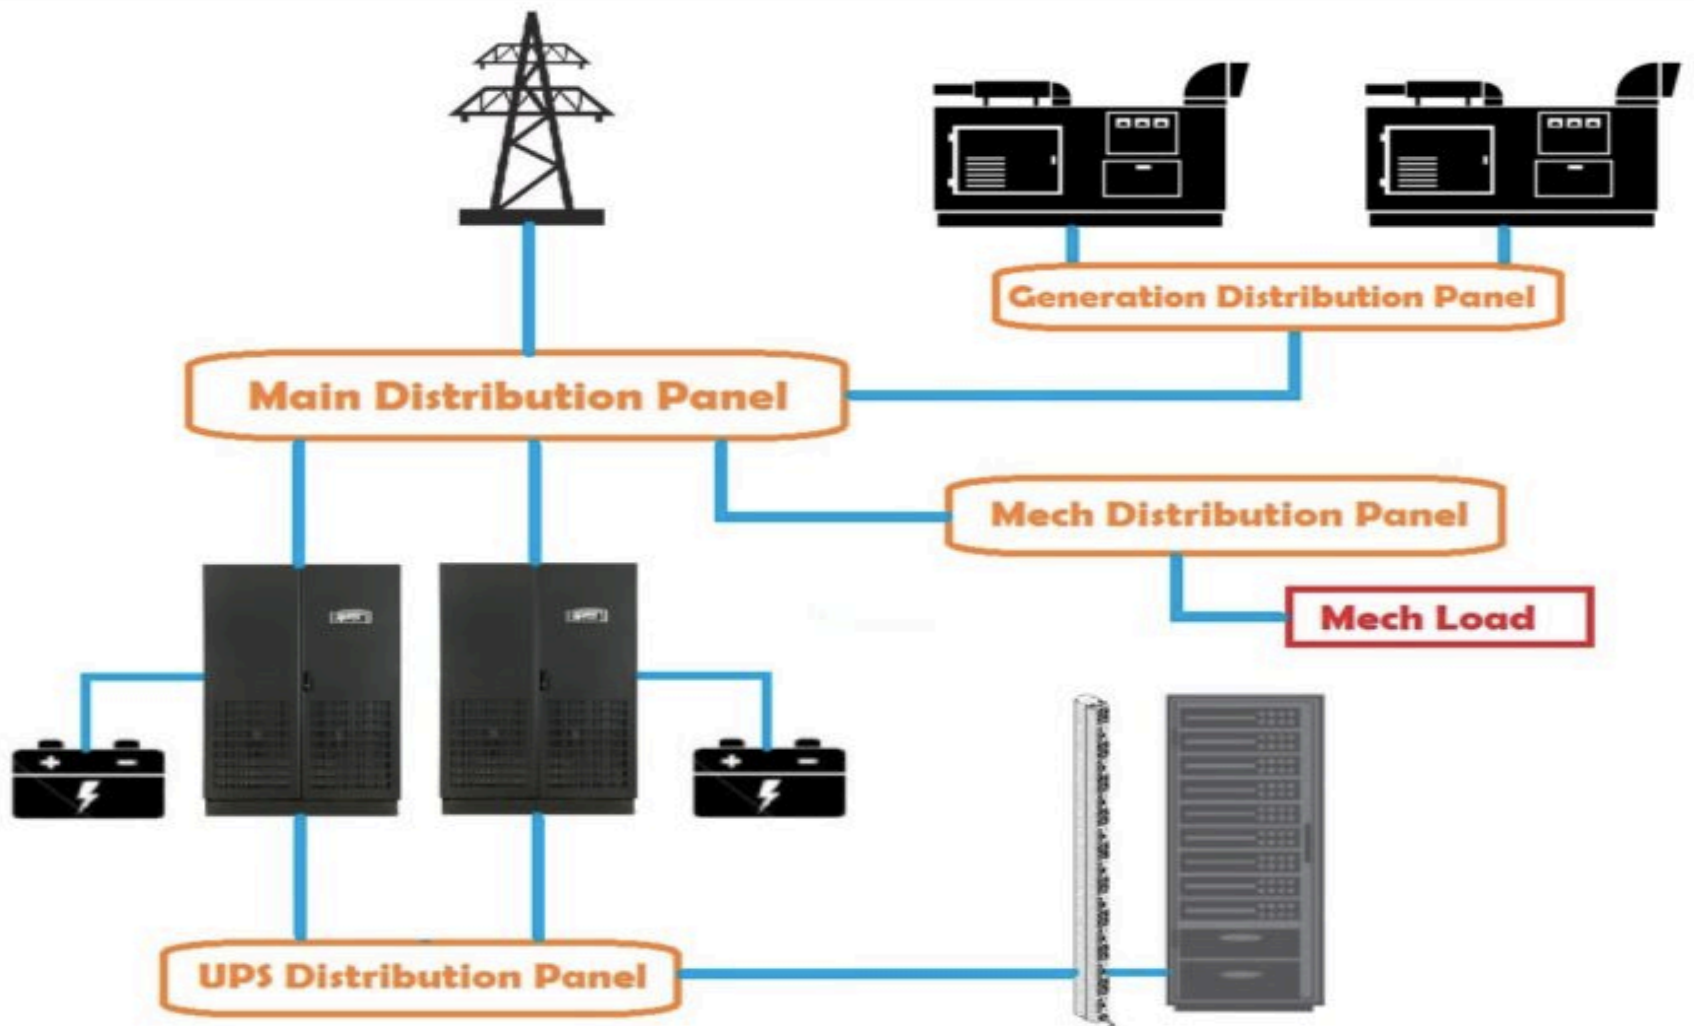 Generation Distribution Panel
Main Distribution Panel
Mech Distribution Panel
Mech Load
UPS Distribution Panel